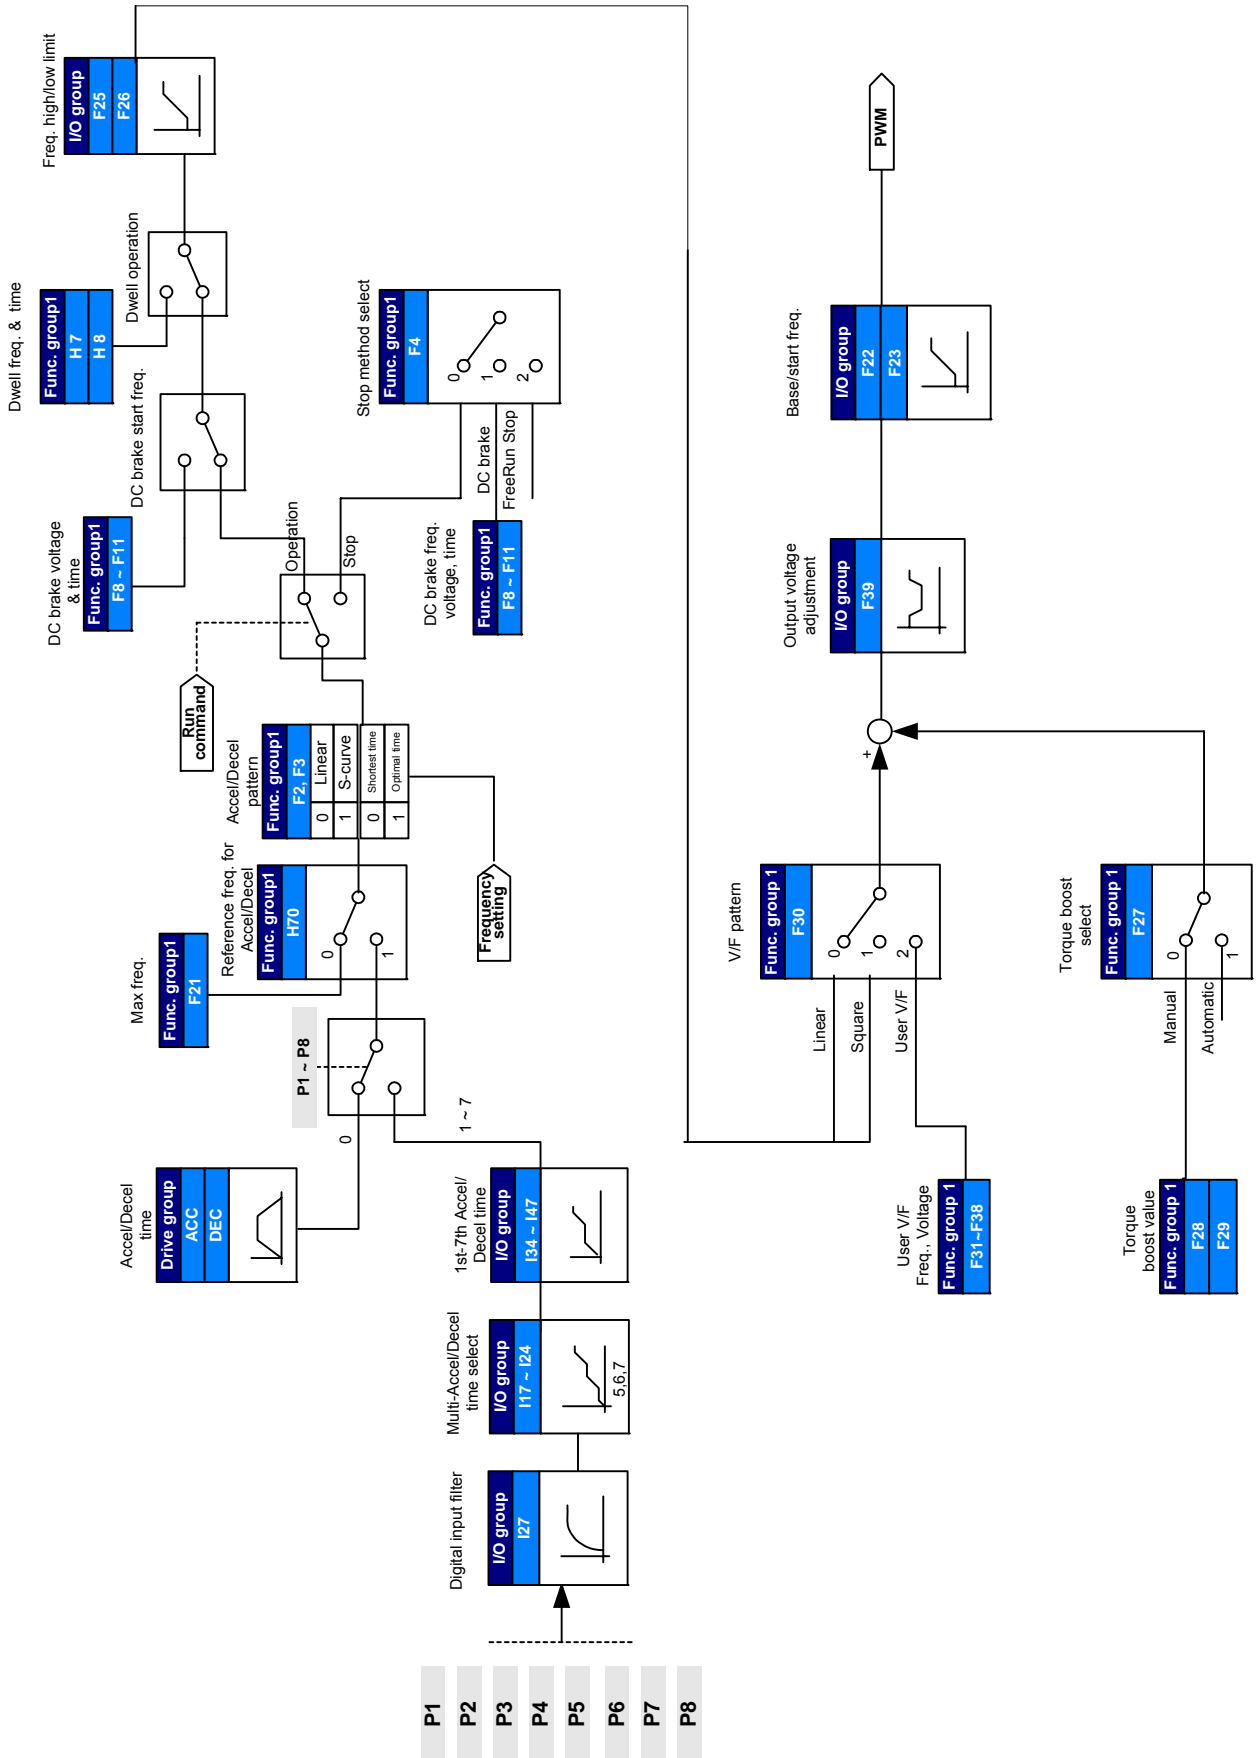 P1
P2
P3
P4
P5
P6
P7
P8
Digital input filter
I/O group
I27
Multi-Accel/Decel
time select
I/O group
I17 ~ I24
5,6,7
1st-7th Accel/
Decel time
I/O group
I34 ~ I47
Accel/Decel
time
Drive group
ACC
DEC
0
1 ~ 7
P1 ~ P8
Max freq.
Func. group1
F21
Reference freq. for
Accel/Decel
Func. group1
H70
0
1
Frequency
setting
Accel/Decel
pattern
Func. group1
F2, F3
0 Linear
1 S-curve
0 Shortest time
1 Optimal time
Run
command
Operation
Stop
DC brake voltage
& time
Func. group1
F8 ~ F11
DC brake start freq.
DC brake freq.
voltage, time
Func. group1
F8 ~ F11
DC brake
FreeRun Stop
Stop method select
Func. group1
F4
0
1
2
Dwell freq. & time
Func. group1
H 7
H 8
Dwell operation
Freq. high/low limit
I/O group
F25
F26
User V/F
Freq., Voltage
Func. group 1
F31~F38
Linear
Square
User V/F
V/F pattern
Func. group 1
F30
0
1
2
+
Torque
boost value
Func. group 1
F28
F29
Manual
Automatic
Torque boost
select
Func. group 1
F27
0
1
Output voltage
adjustment
I/O group
F39
Base/start freq.
I/O group
F22
F23
PWM